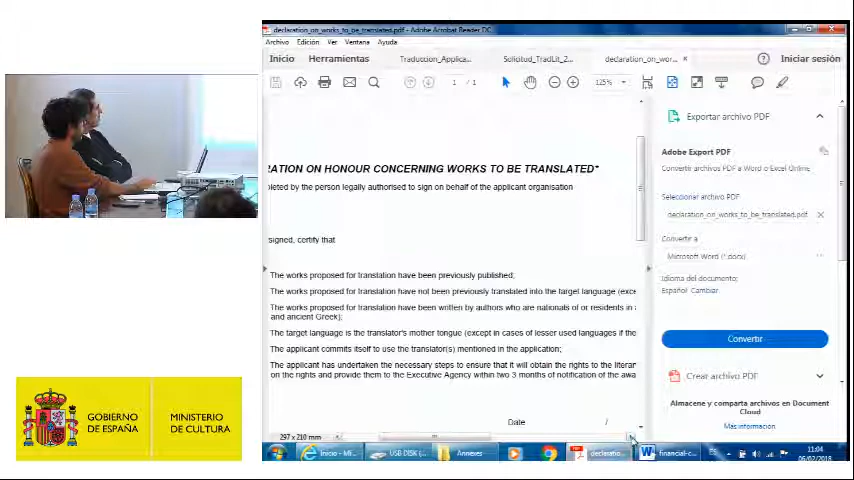 declaration_on_works_to_be_translated.pdf - Adobe Acrobat Reader DC
Archivo Edición Ver Ventana Ayuda
Inicio Herramientas Traduccion_Applica... Solicitud_TradLit_2... declaration_on_wor... × Iniciar sesión
1 / 1 125%
Exportar archivo PDF
Adobe Export PDF
Convertir archivos PDF a Word o Excel Online
Seleccionar archivo PDF
declaration_on_works_to_be_translated.pdf
Convertir a
Microsoft Word (*.docx)
Idioma del documento:
Español Cambiar
Convertir
Crear archivo PDF
Almacene y comparta archivos en Document
Cloud
Más información
RATION ON HONOUR CONCERNING WORKS TO BE TRANSLATED*
pleted by the person legally authorised to sign on behalf of the applicant organisation
signed, certify that
The works proposed for translation have been previously published;
The works proposed for translation have not been previously translated into the target language (exce
The works proposed for translation have been written by authors who are nationals of or residents in
and ancient Greek);
The target language is the translator's mother tongue (except in cases of lesser used languages if the
The applicant commits itself to use the translator(s) mentioned in the application;
The applicant has undertaken the necessary steps to ensure that it will obtain the rights to the literar
on the rights and provide them to the Executive Agency within two 3 months of notification of the awa
Date /
297 x 210 mm
Inicio - Mi... USB DISK (... Annexes declaratio... financial-c... ES 11:04
06/02/2018
GOBIERNO
DE ESPAÑA
MINISTERIO
DE CULTURA